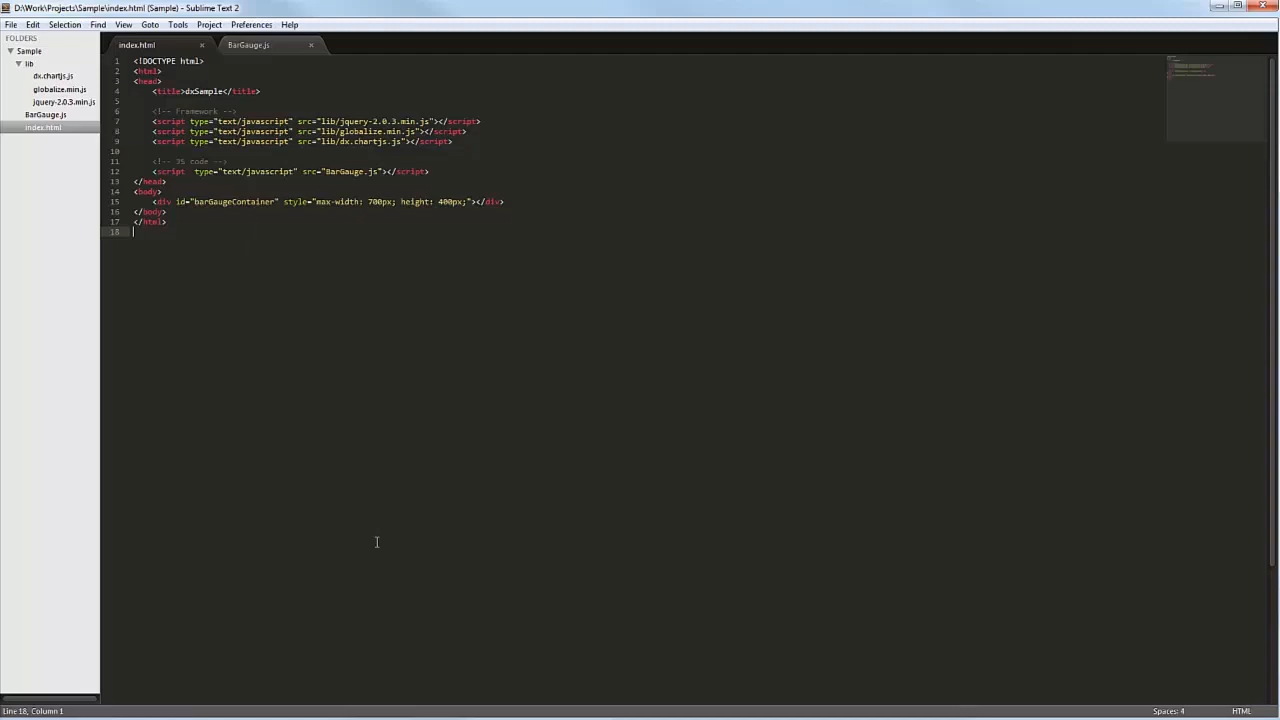 D:\Work\Projects\Sample\index.html (Sample) - Sublime Text 2
File Edit Selection Find View Goto Tools Project Preferences Help
FOLDERS
Sample
lib
dx.chartjs.js
globalize.min.js
jquery-2.0.3.min.js
BarGauge.js
index.html
index.html × BarGauge.js ×
1 <!DOCTYPE html>
2 <html>
3 <head>
4 <title>dxSample</title>
5
6 <!-- Framework -->
7 <script type="text/javascript" src="lib/jquery-2.0.3.min.js"></script>
8 <script type="text/javascript" src="lib/globalize.min.js"></script>
9 <script type="text/javascript" src="lib/dx.chartjs.js"></script>
10
11 <!-- JS code -->
12 <script  type="text/javascript" src="BarGauge.js"></script>
13 </head>
14 <body>
15 <div id="barGaugeContainer" style="max-width: 700px; height: 400px;"></div>
16 </body>
17 </html>
18
Line 18, Column 1
Spaces: 4 HTML